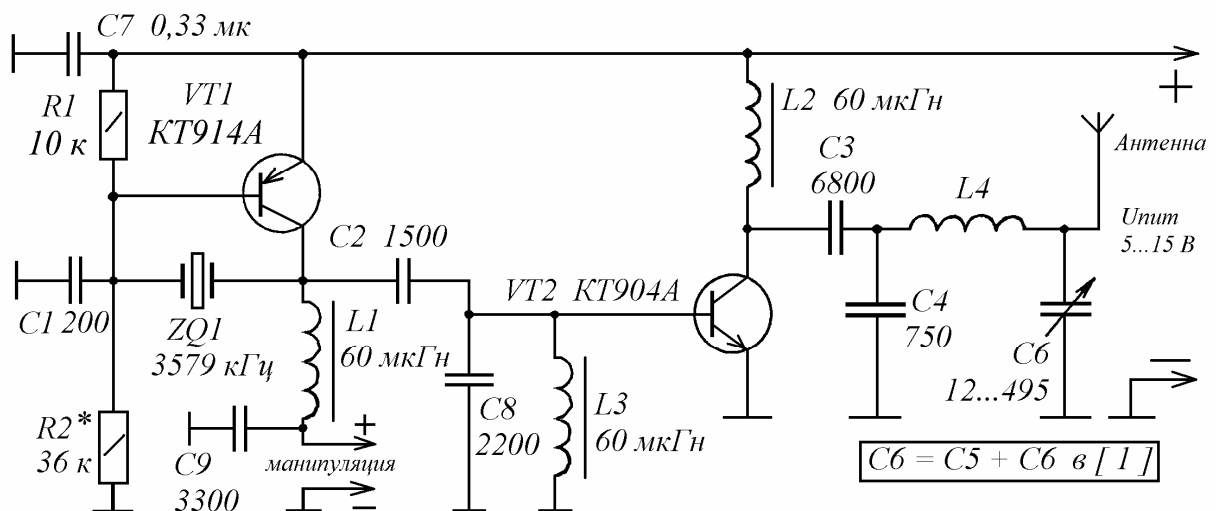 C7 0,33 мк
R1
10 к
VT1
КТ914А
L2 60 мкГн
+
Антенна
C3
6800
L4
Uпит
5...15 В
C2 1500
VT2 КТ904А
C1 200
ZQ1
3579 кГц
L1
60 мкГн
C4
750
C6
12...495
–
R2*
36 к
C9
3300
+
манипуляция
–
C8
2200
L3
60 мкГн
C6 = C5 + C6 в [ 1 ]